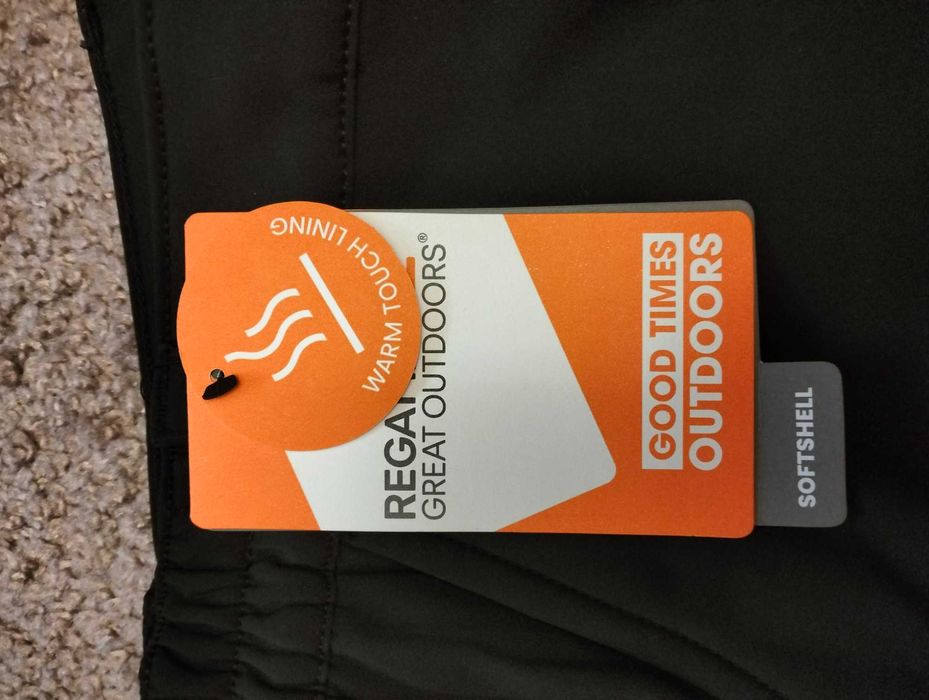 WARM TOUCH LINING
REGAT
GREAT OUTDOORS®
GOOD TIMES
OUTDOORS
SOFTSHELL